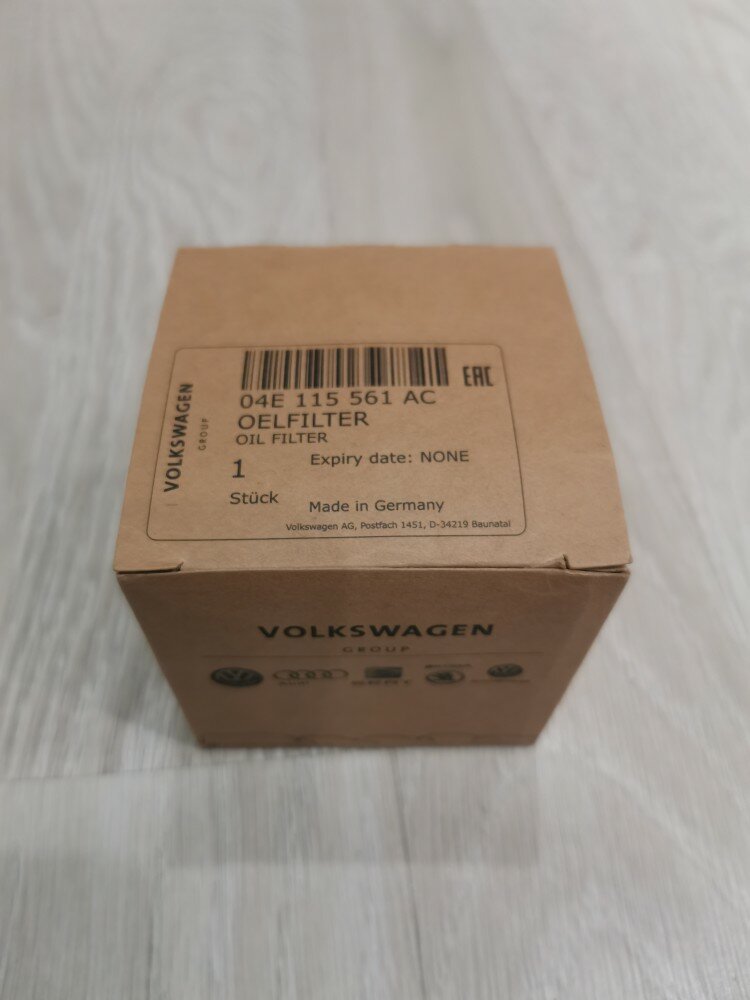 VOLKSWAGEN
GROUP
EAC
04E 115 561 AC
OELFILTER
OIL FILTER
1
Expiry date: NONE
Stück
Made in Germany
Volkswagen AG, Postfach 1451, D-34219 Baunatal
VOLKSWAGEN
GROUP
Audi